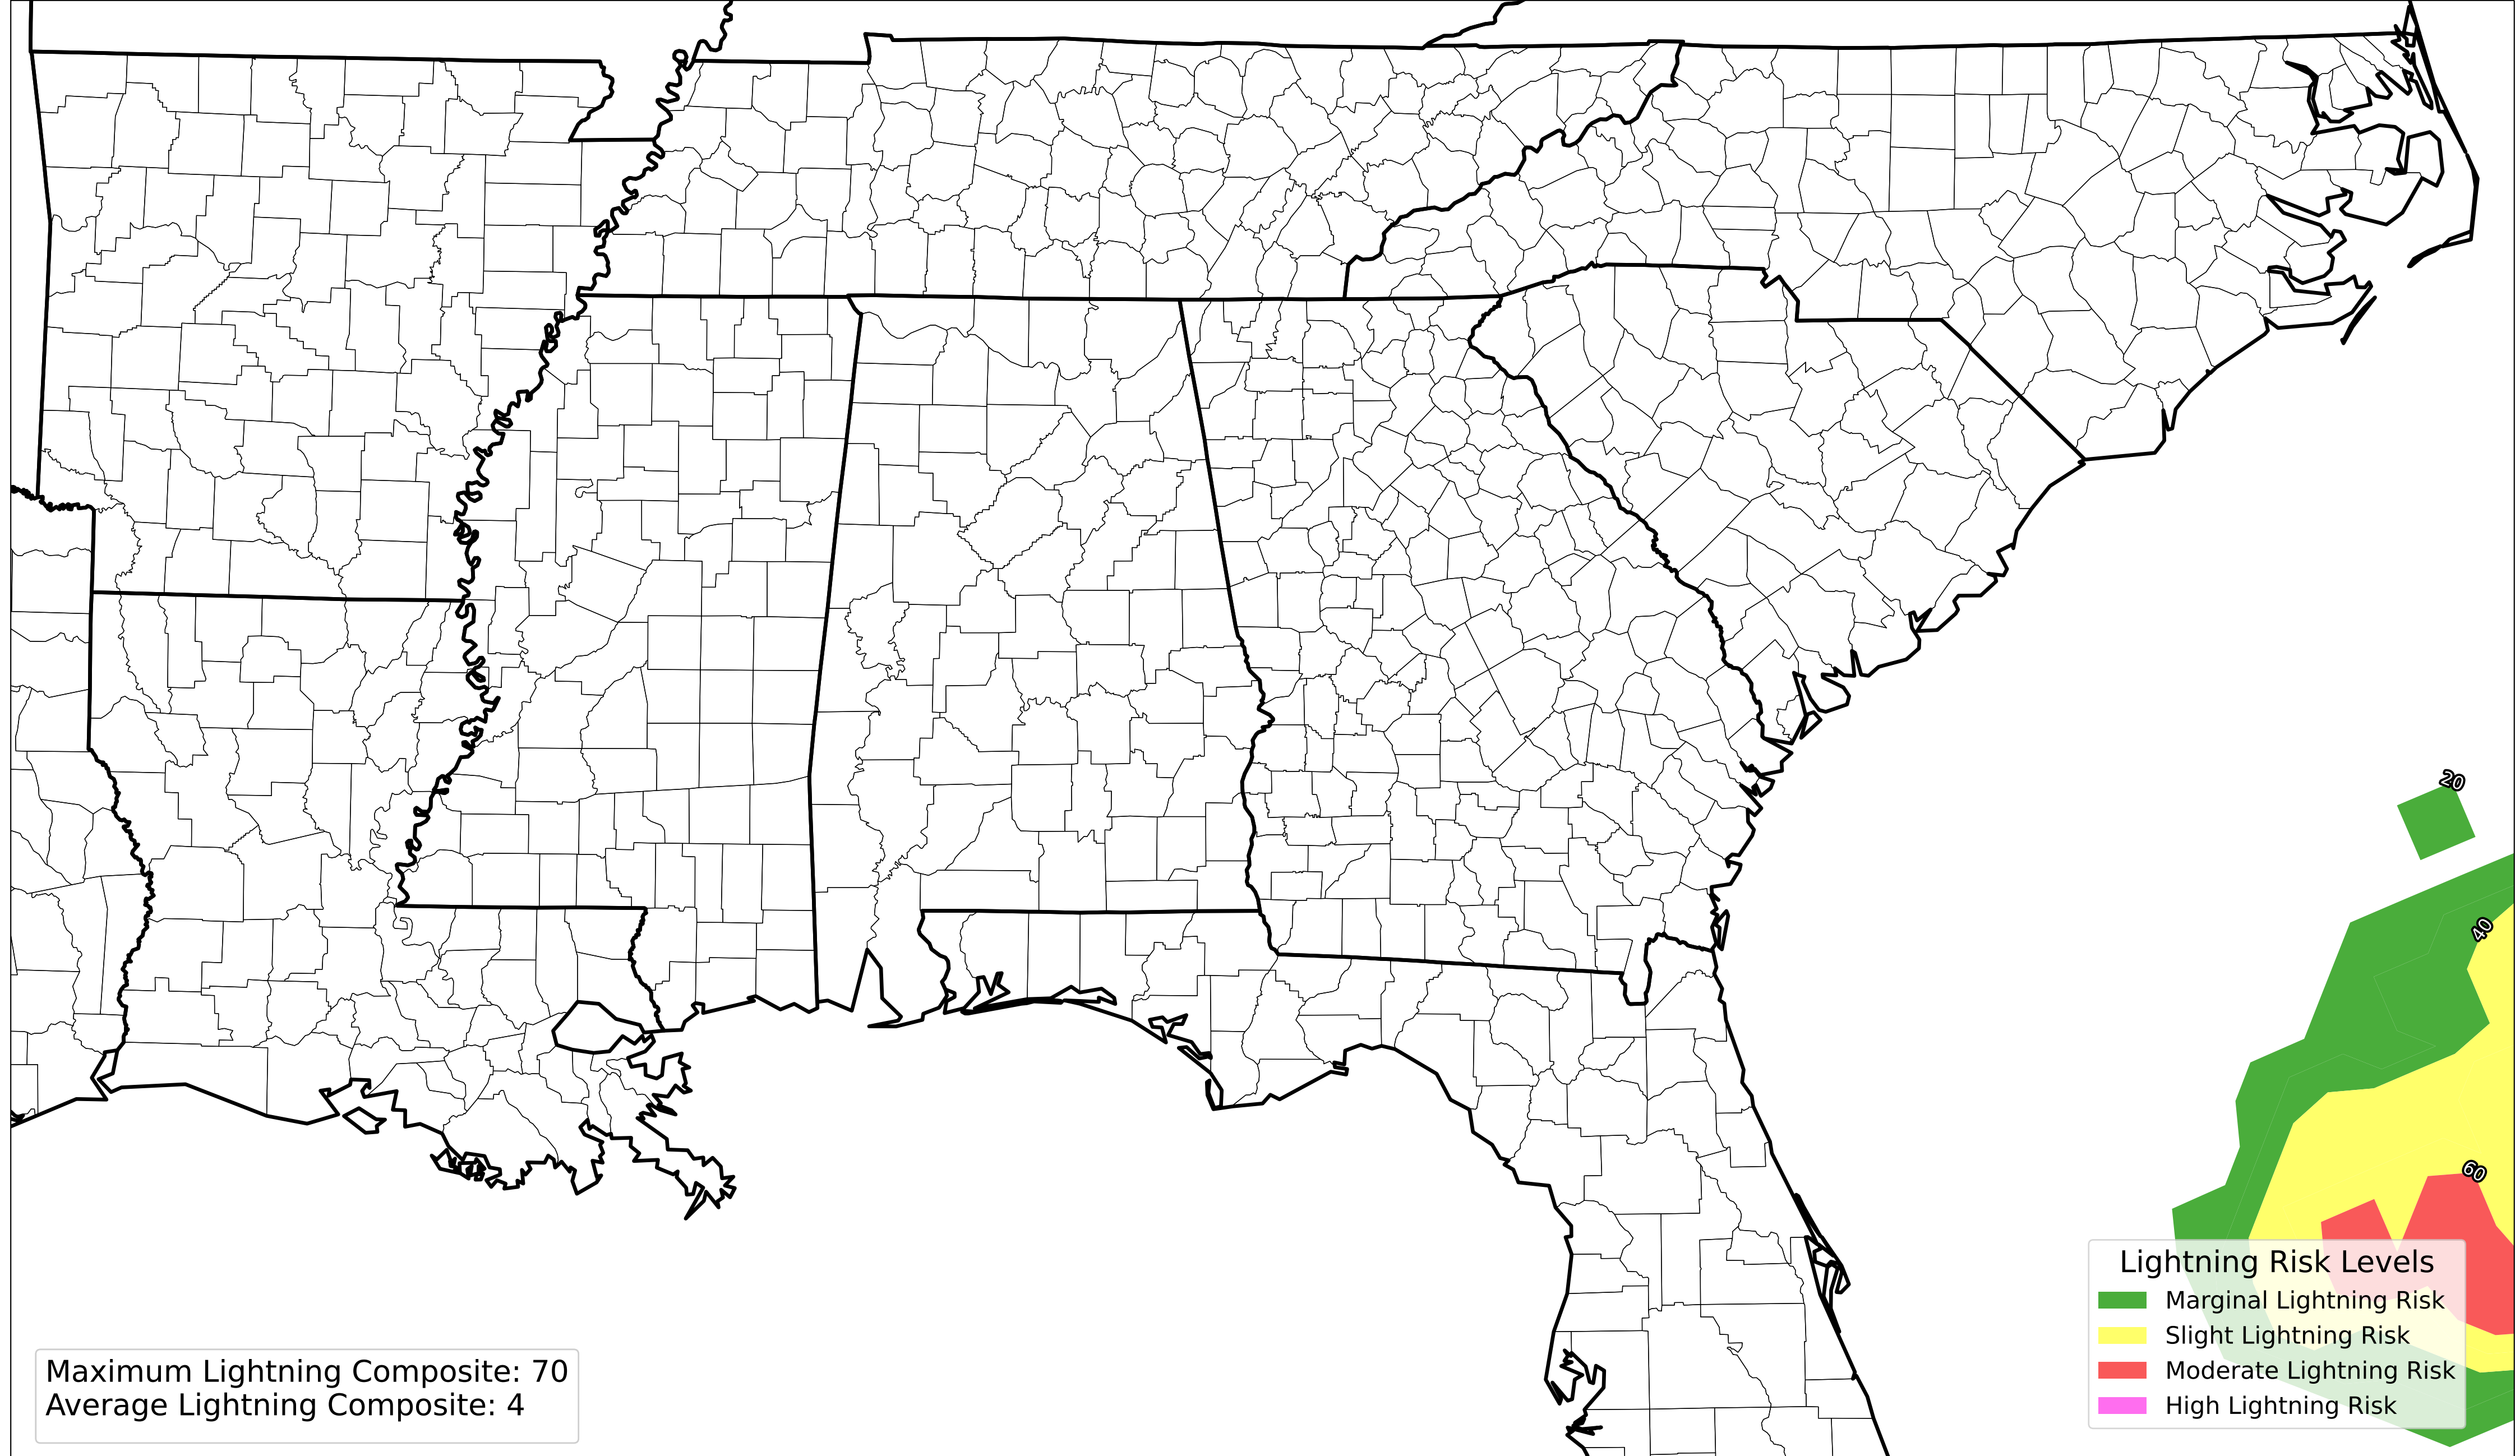 20
40
60
Lightning Risk Levels
Marginal Lightning Risk
Slight Lightning Risk
Moderate Lightning Risk
High Lightning Risk
Maximum Lightning Composite: 70
Average Lightning Composite: 4